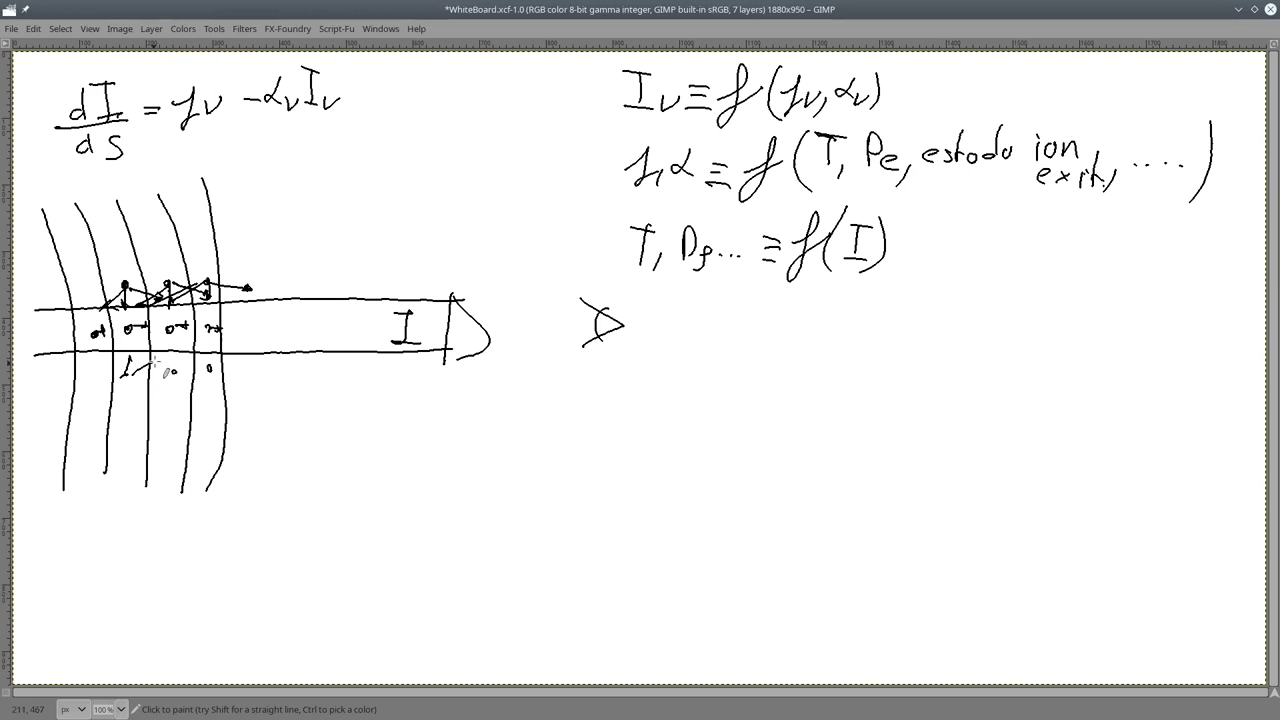 *WhiteBoard.xcf-1.0 (RGB color 8-bit gamma integer, GIMP built-in sRGB, 7 layers) 1880x950 – GIMP
File Edit Select View Image Layer Colors Tools Filters FX-Foundry Script-Fu Windows Help
dI/dS = jν -ανIν
Iν ≡ f(jν, αν)
j,α ≡ f(T, Pe, estado ion exit, ....)
T, Pe... ≡ f(I)
I
211, 467 px 100% Click to paint (try Shift for a straight line, Ctrl to pick a color)